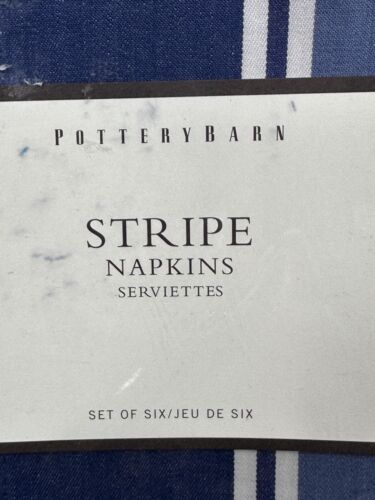 POTTERYBARN
STRIPE
NAPKINS
SERVIETTES
SET OF SIX/JEU DE SIX